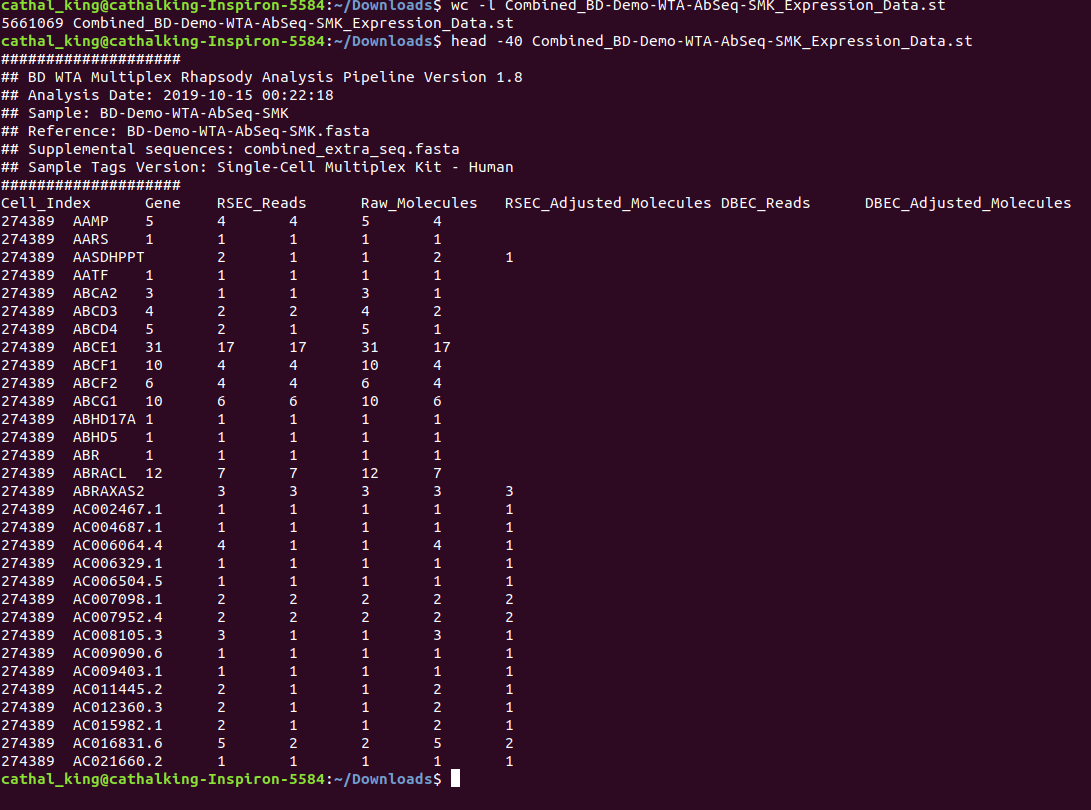 cathal_king@cathalking-Inspiron-5584:~/Downloads$ wc -l Combined_BD-Demo-WTA-AbSeq-SMK_Expression_Data.st
5661069 Combined_BD-Demo-WTA-AbSeq-SMK_Expression_Data.st
cathal_king@cathalking-Inspiron-5584:~/Downloads$ head -40 Combined_BD-Demo-WTA-AbSeq-SMK_Expression_Data.st
####################
## BD WTA Multiplex Rhapsody Analysis Pipeline Version 1.8
## Analysis Date: 2019-10-15 00:22:18
## Sample: BD-Demo-WTA-AbSeq-SMK
## Reference: BD-Demo-WTA-AbSeq-SMK.fasta
## Supplemental sequences: combined_extra_seq.fasta
## Sample Tags Version: Single-Cell Multiplex Kit - Human
####################
Cell_Index      Gene    RSEC_Reads      Raw_Molecules   RSEC_Adjusted_Molecules DBEC_Reads      DBEC_Adjusted_Molecules
274389  AAMP    5       4       4       5       4
274389  AARS    1       1       1       1       1
274389  AASDHPPT        2       1       1       2       1
274389  AATF    1       1       1       1       1
274389  ABCA2   3       1       1       3       1
274389  ABCD3   4       2       2       4       2
274389  ABCD4   5       2       1       5       1
274389  ABCE1   31      17      17      31      17
274389  ABCF1   10      4       4       10      4
274389  ABCF2   6       4       4       6       4
274389  ABCG1   10      6       6       10      6
274389  ABHD17A 1       1       1       1       1
274389  ABHD5   1       1       1       1       1
274389  ABR     1       1       1       1       1
274389  ABRACL  12      7       7       12      7
274389  ABRAXAS2        3       3       3       3       3
274389  AC002467.1      1       1       1       1       1
274389  AC004687.1      1       1       1       1       1
274389  AC006064.4      4       1       1       4       1
274389  AC006329.1      1       1       1       1       1
274389  AC006504.5      1       1       1       1       1
274389  AC007098.1      2       2       2       2       2
274389  AC007952.4      2       2       2       2       2
274389  AC008105.3      3       1       1       3       1
274389  AC009090.6      1       1       1       1       1
274389  AC009403.1      1       1       1       1       1
274389  AC011445.2      2       1       1       2       1
274389  AC012360.3      2       1       1       2       1
274389  AC015982.1      2       1       1       2       1
274389  AC016831.6      5       2       2       5       2
274389  AC021660.2      1       1       1       1       1
cathal_king@cathalking-Inspiron-5584:~/Downloads$